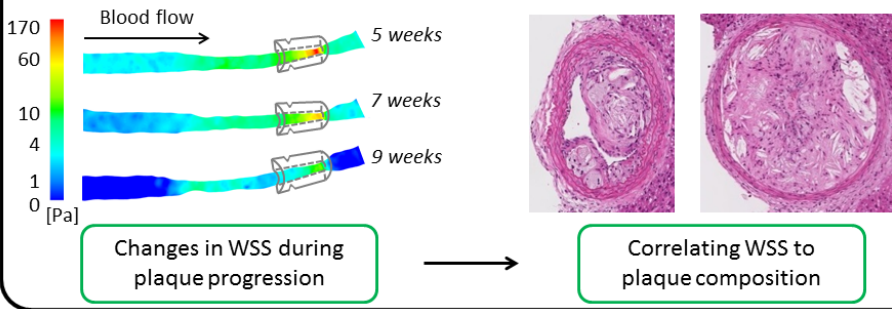 Blood flow
170
60
10
4
1
0
[Pa]
5 weeks
7 weeks
9 weeks
Changes in WSS during
plaque progression
Correlating WSS to
plaque composition